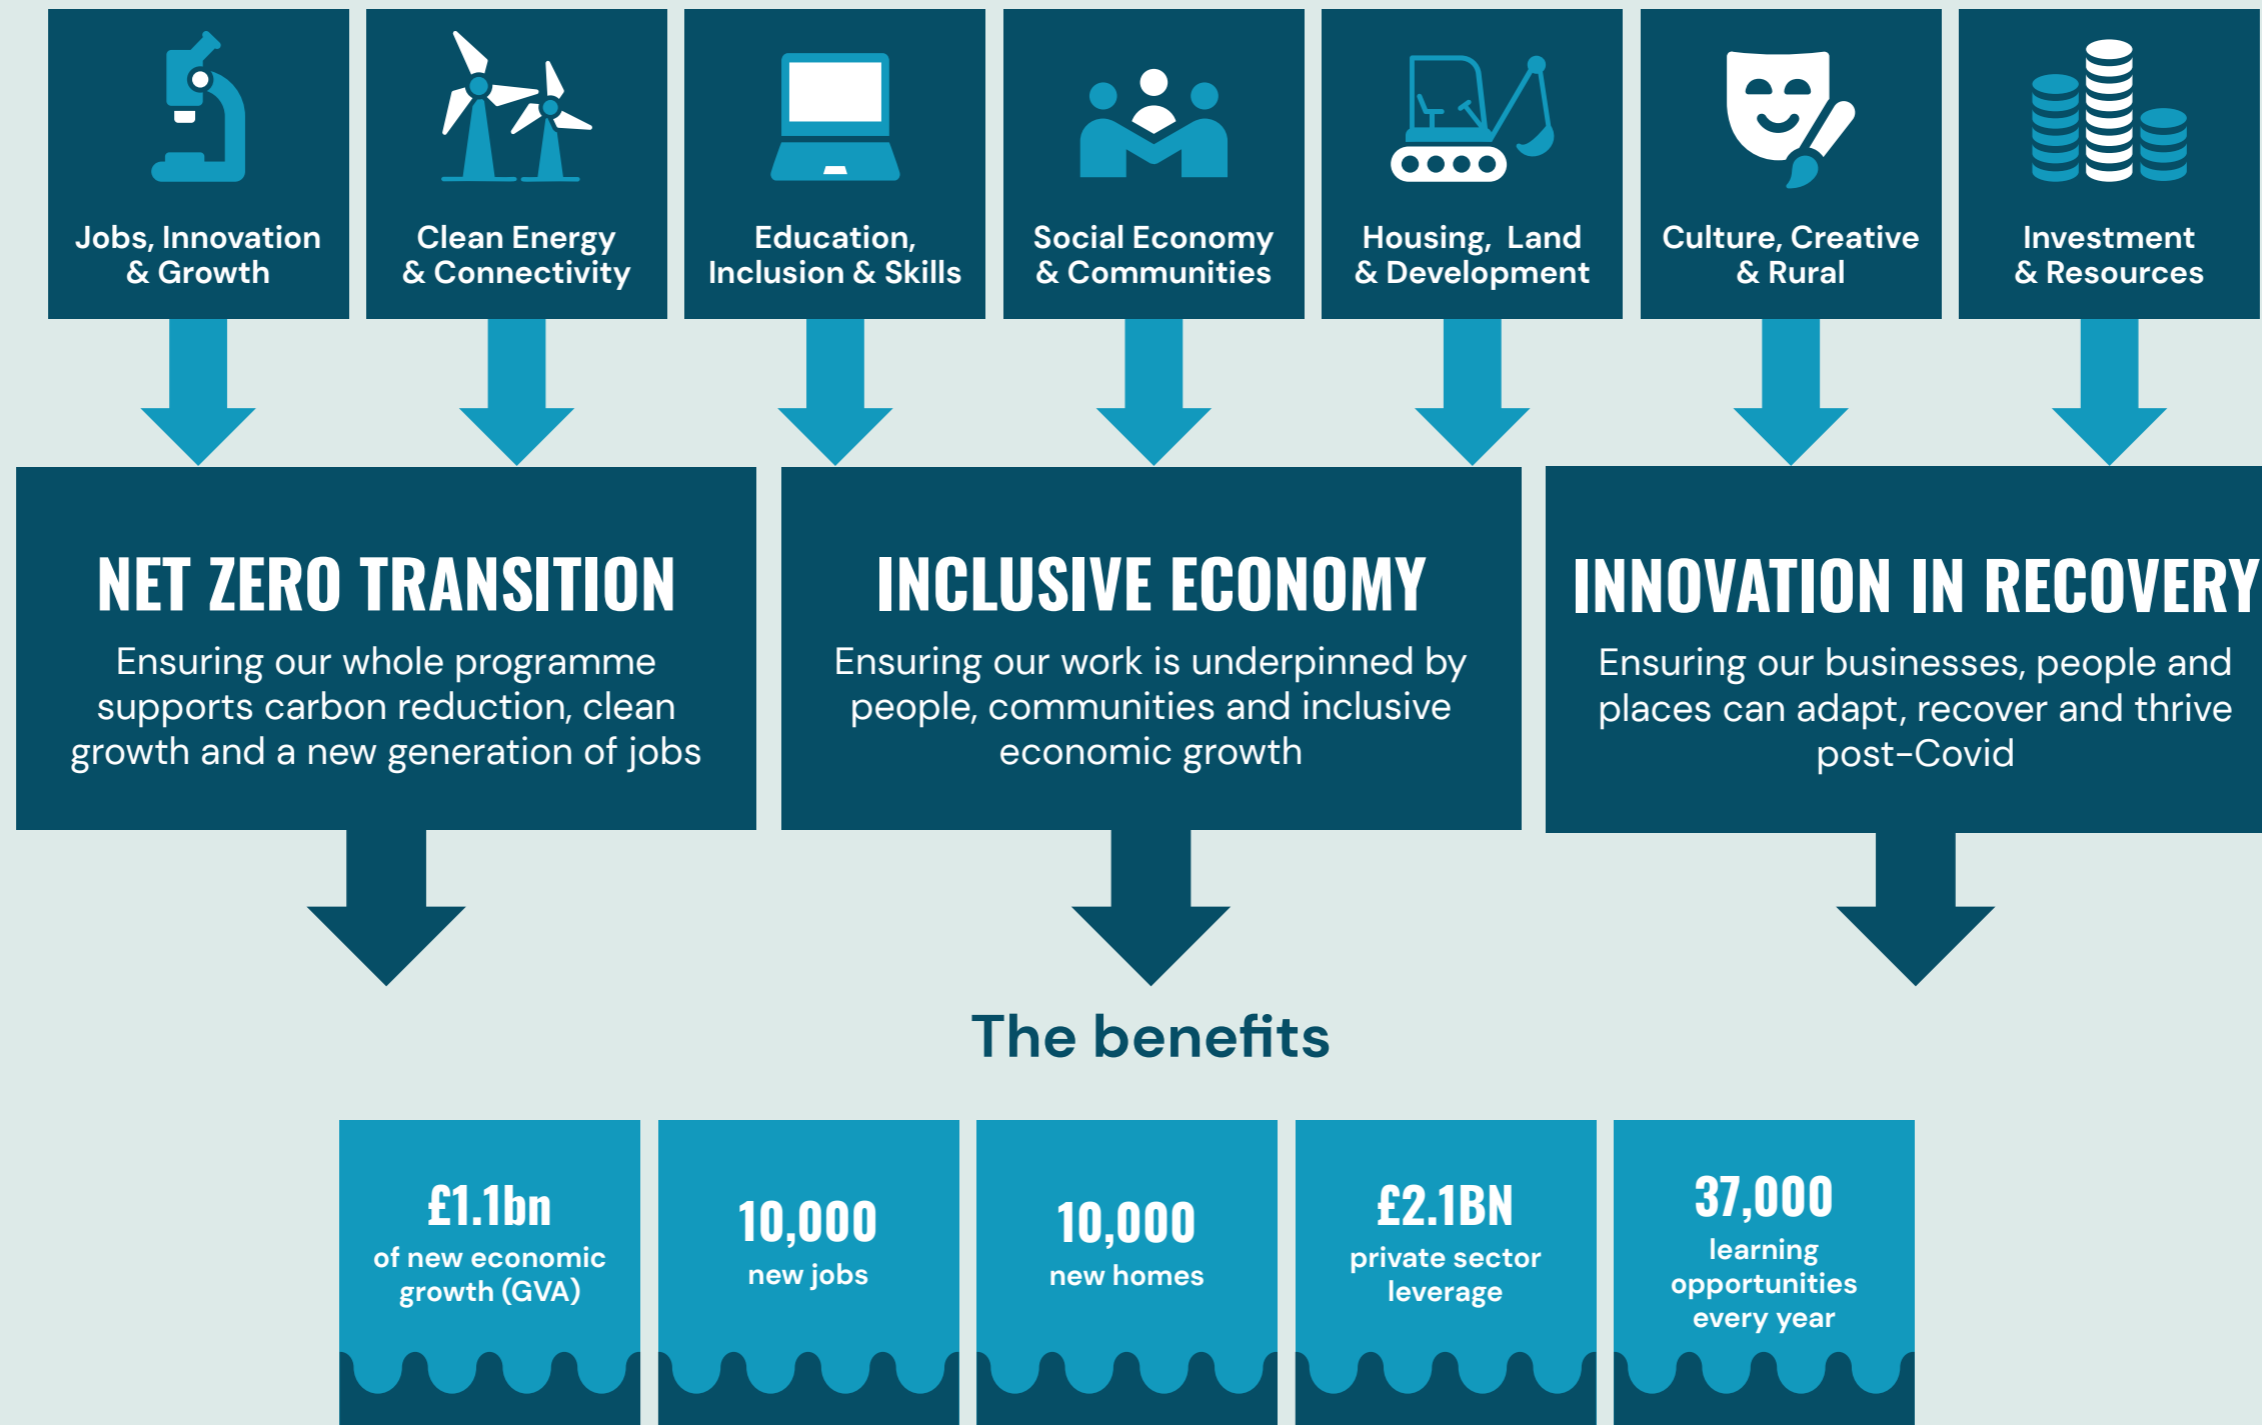 Jobs, Innovation
& Growth
Clean Energy
& Connectivity
Education,
Inclusion & Skills
Social Economy
& Communities
Housing, Land
& Development
Culture, Creative
& Rural
Investment
& Resources
NET ZERO TRANSITION
Ensuring our whole programme
supports carbon reduction, clean
growth and a new generation of jobs
INCLUSIVE ECONOMY
Ensuring our work is underpinned by
people, communities and inclusive
economic growth
INNOVATION IN RECOVERY
Ensuring our businesses, people and
places can adapt, recover and thrive
post-Covid
The benefits
£1.1bn
of new economic
growth (GVA)
10,000
new jobs
10,000
new homes
£2.1BN
private sector
leverage
37,000
learning
opportunities
every year